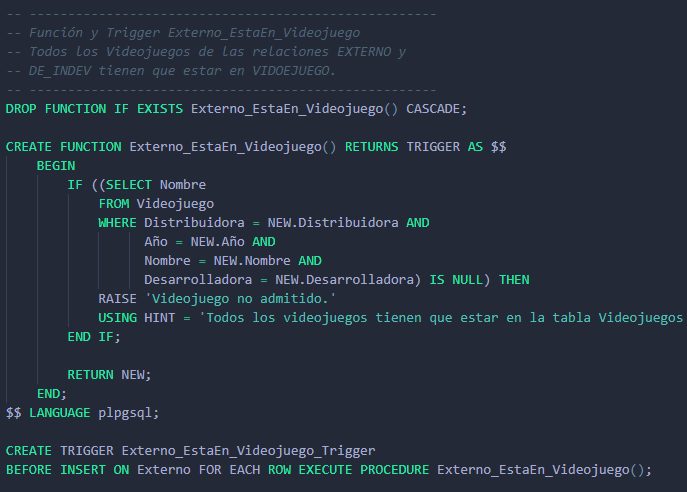 -- -----------------------------------------------------
-- Función y Trigger Externo_EstaEn_Videojuego
-- Todos los Videojuegos de las relaciones EXTERNO y
-- DE_INDEV tienen que estar en VIDOEJUEGO.
-- -----------------------------------------------------
DROP FUNCTION IF EXISTS Externo_EstaEn_Videojuego() CASCADE;
CREATE FUNCTION Externo_EstaEn_Videojuego() RETURNS TRIGGER AS $$
BEGIN
IF ((SELECT Nombre
FROM Videojuego
WHERE Distribuidora = NEW.Distribuidora AND
Año = NEW.Año AND
Nombre = NEW.Nombre AND
Desarrolladora = NEW.Desarrolladora) IS NULL) THEN
RAISE 'Videojuego no admitido.'
USING HINT = 'Todos los videojuegos tienen que estar en la tabla Videojuegos
END IF;
RETURN NEW;
END;
$$ LANGUAGE plpgsql;
CREATE TRIGGER Externo_EstaEn_Videojuego_Trigger
BEFORE INSERT ON Externo FOR EACH ROW EXECUTE PROCEDURE Externo_EstaEn_Videojuego();